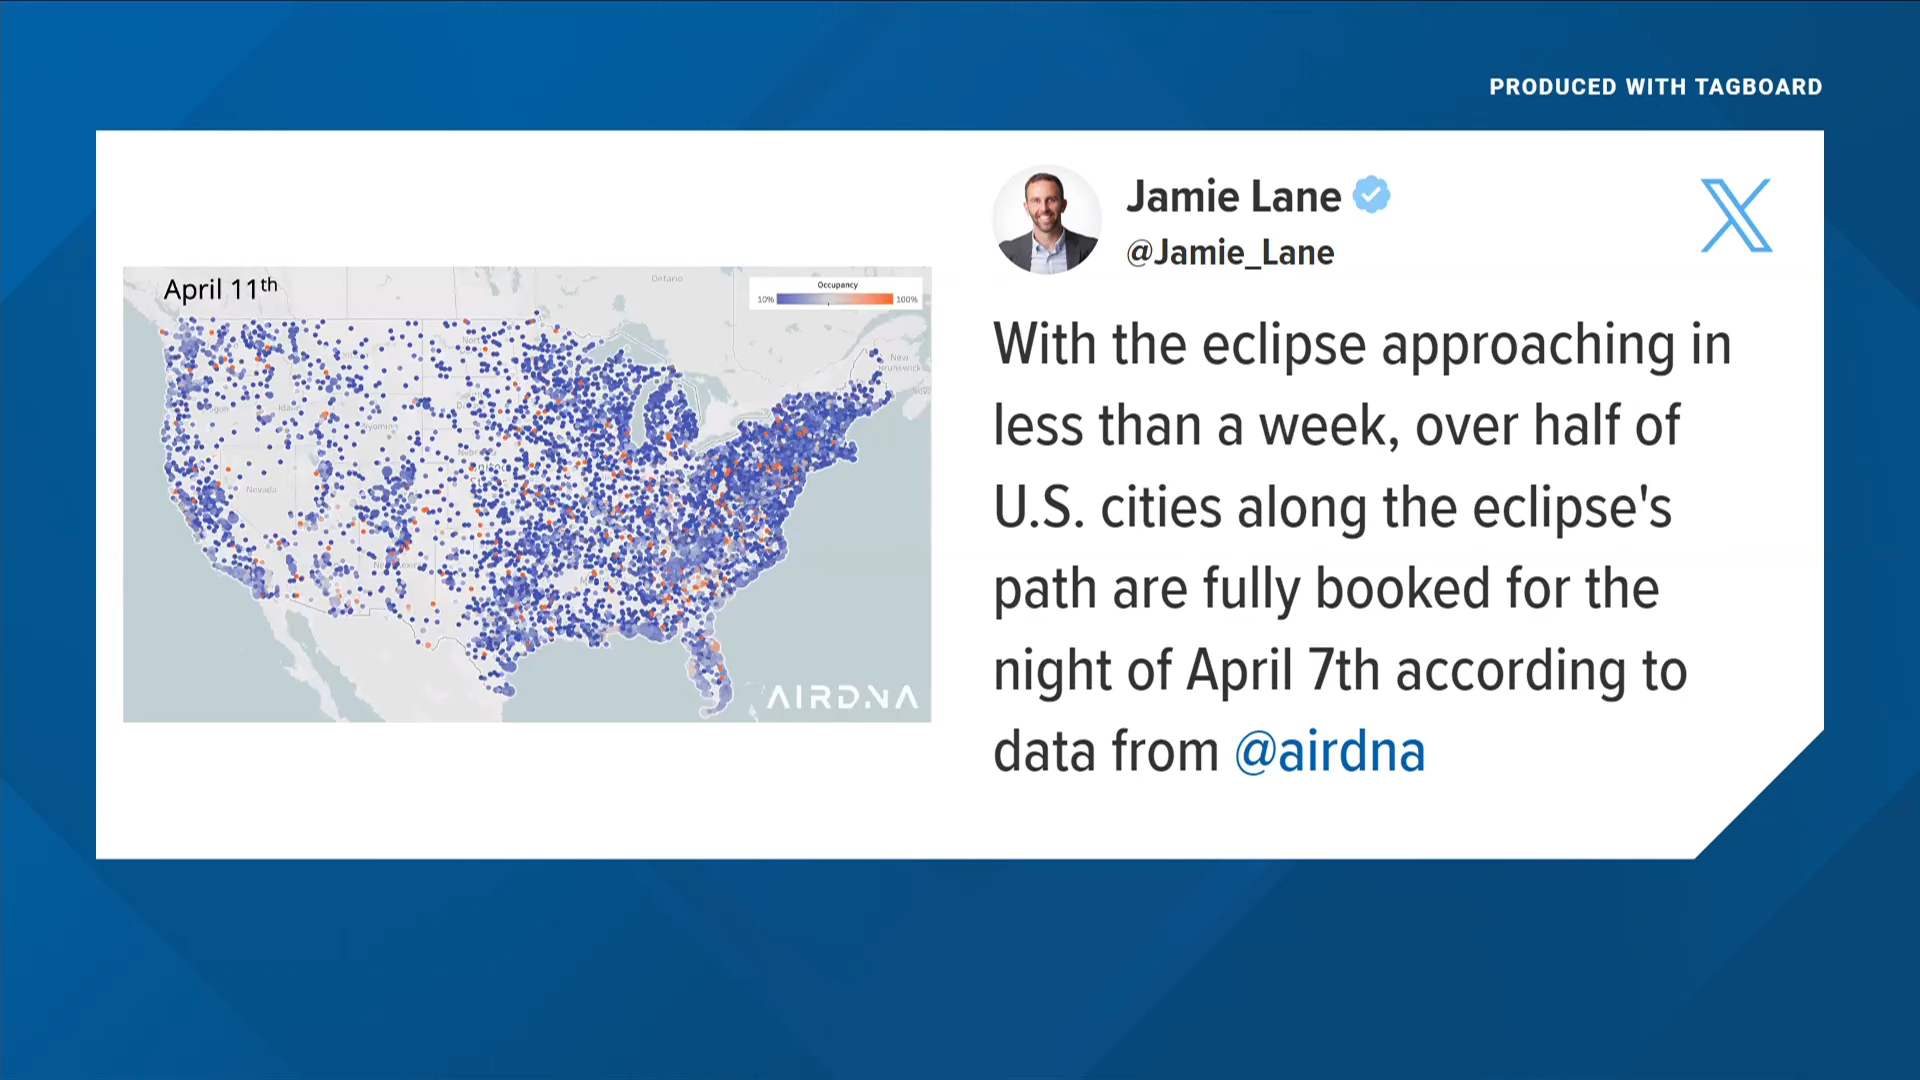 PRODUCED WITH TAGBOARD
Jamie Lane
@Jamie_Lane
With the eclipse approaching in
less than a week, over half of
U.S. cities along the eclipse's
path are fully booked for the
night of April 7th according to
data from @airdna
April 11th
Occupancy
10% 100%
Ontario
New
Nevada
AIRDNA